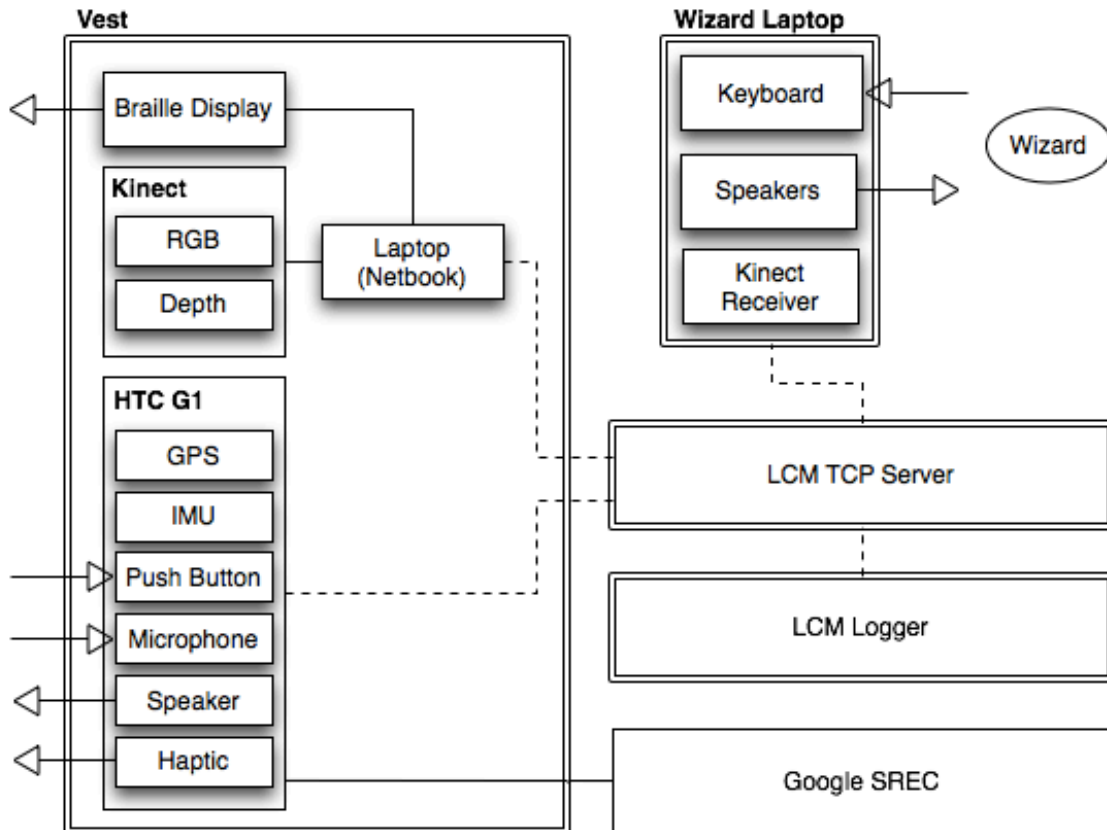 Vest
Braille Display
Kinect
RGB
Depth
Laptop
(Netbook)
HTC G1
GPS
IMU
Push Button
Microphone
Speaker
Haptic
Wizard Laptop
Keyboard
Speakers
Kinect
Receiver
Wizard
LCM TCP Server
LCM Logger
Google SREC